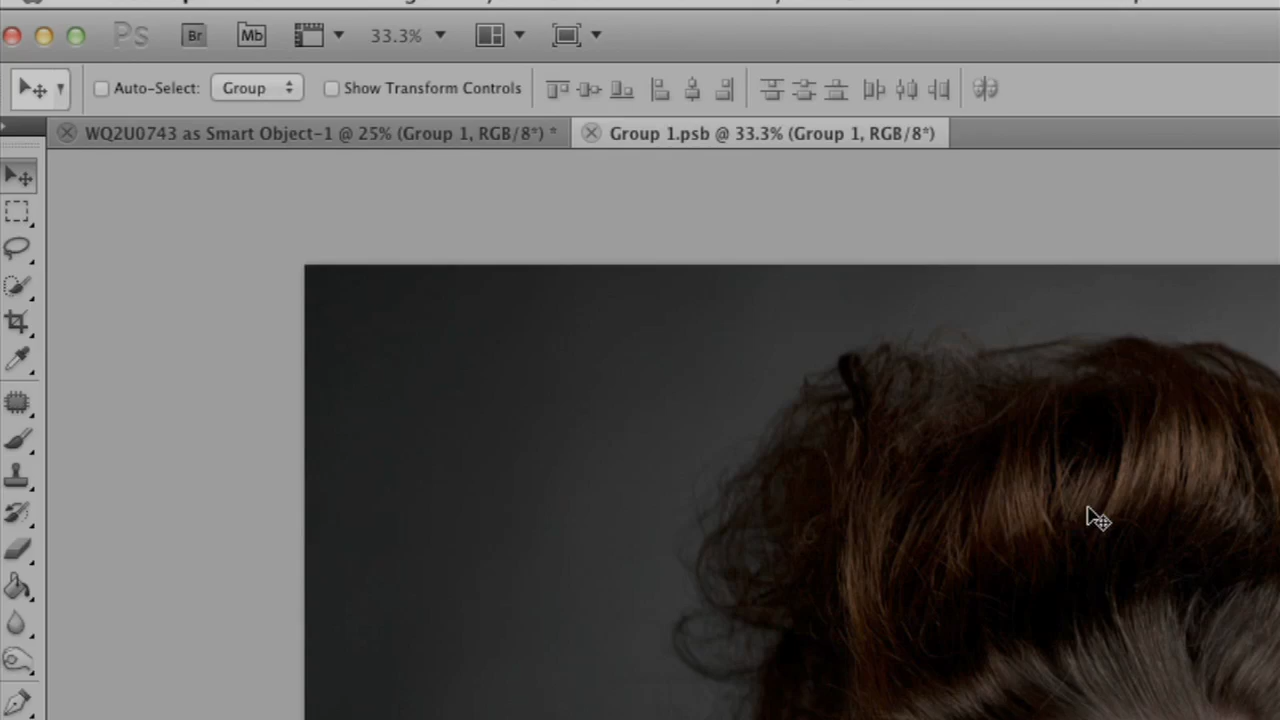 Ps Br Mb 33.3%
Auto-Select: Group Show Transform Controls
WQ2U0743 as Smart Object-1 @ 25% (Group 1, RGB/8*) * Group 1.psb @ 33.3% (Group 1, RGB/8*)